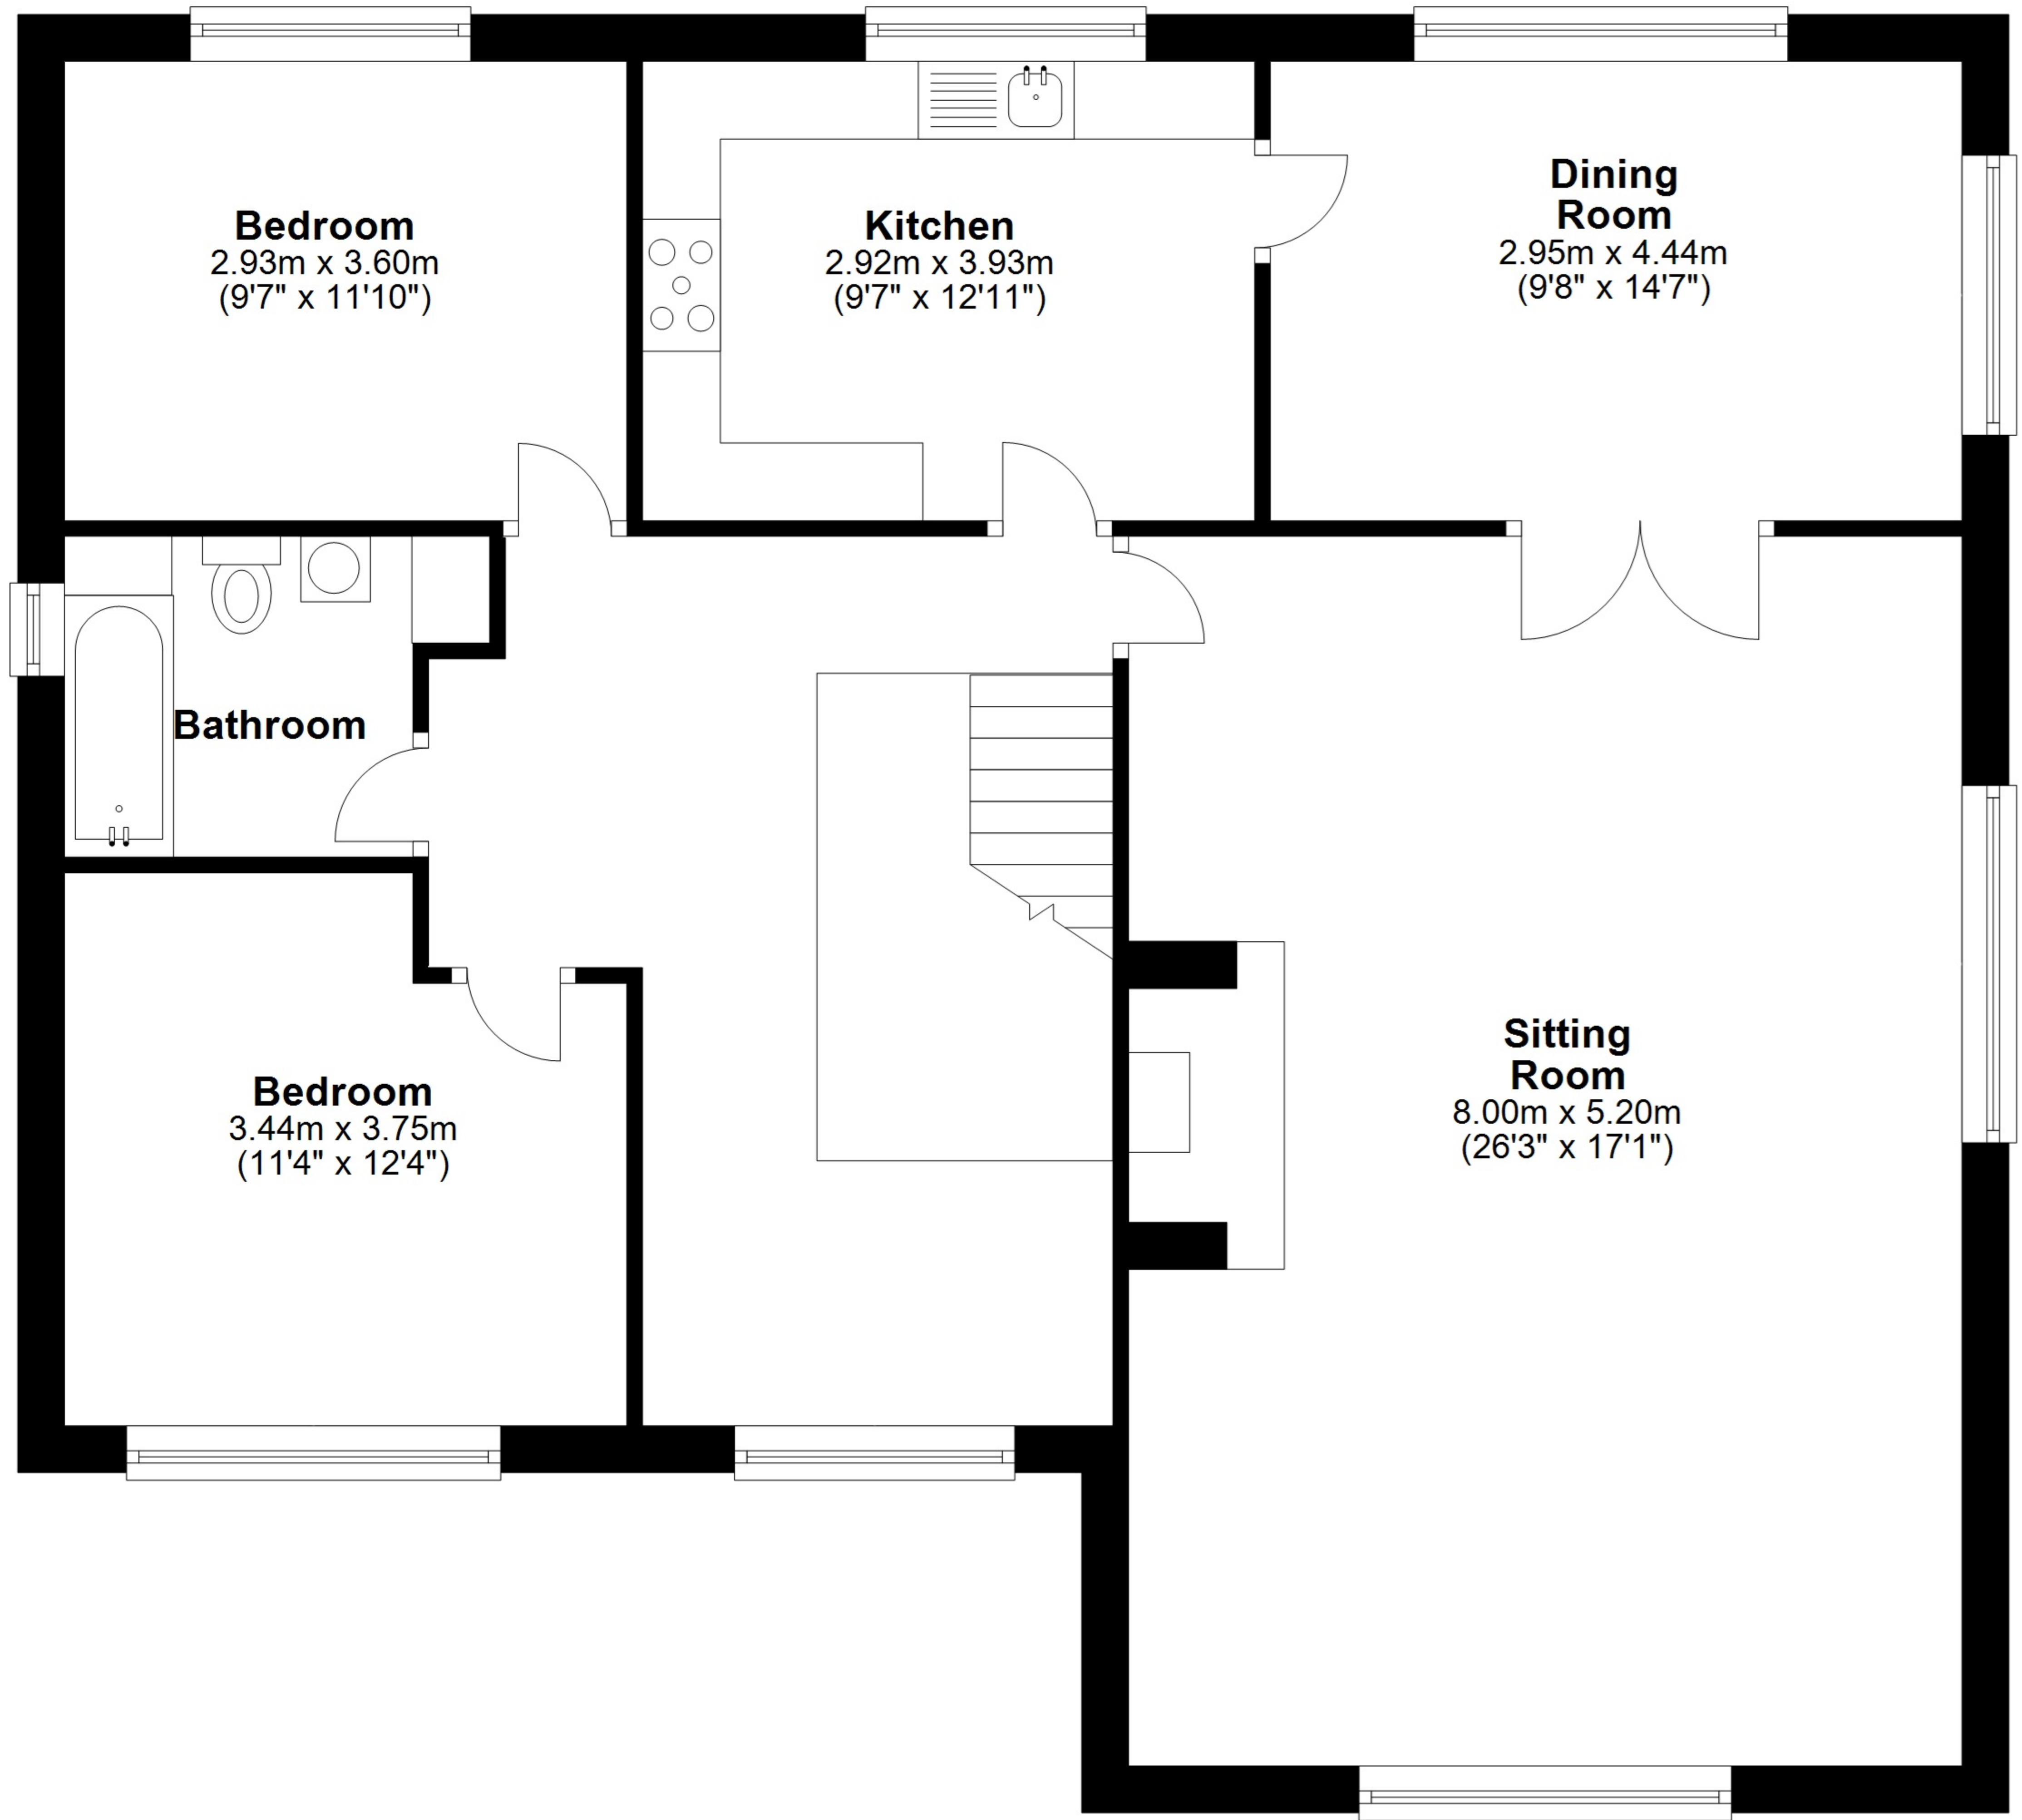 Bedroom
2.93m x 3.60m
(9'7" x 11'10")
Kitchen
2.92m x 3.93m
(9'7" x 12'11")
Dining
Room
2.95m x 4.44m
(9'8" x 14'7")
Bathroom
Bedroom
3.44m x 3.75m
(11'4" x 12'4")
Sitting
Room
8.00m x 5.20m
(26'3" x 17'1")